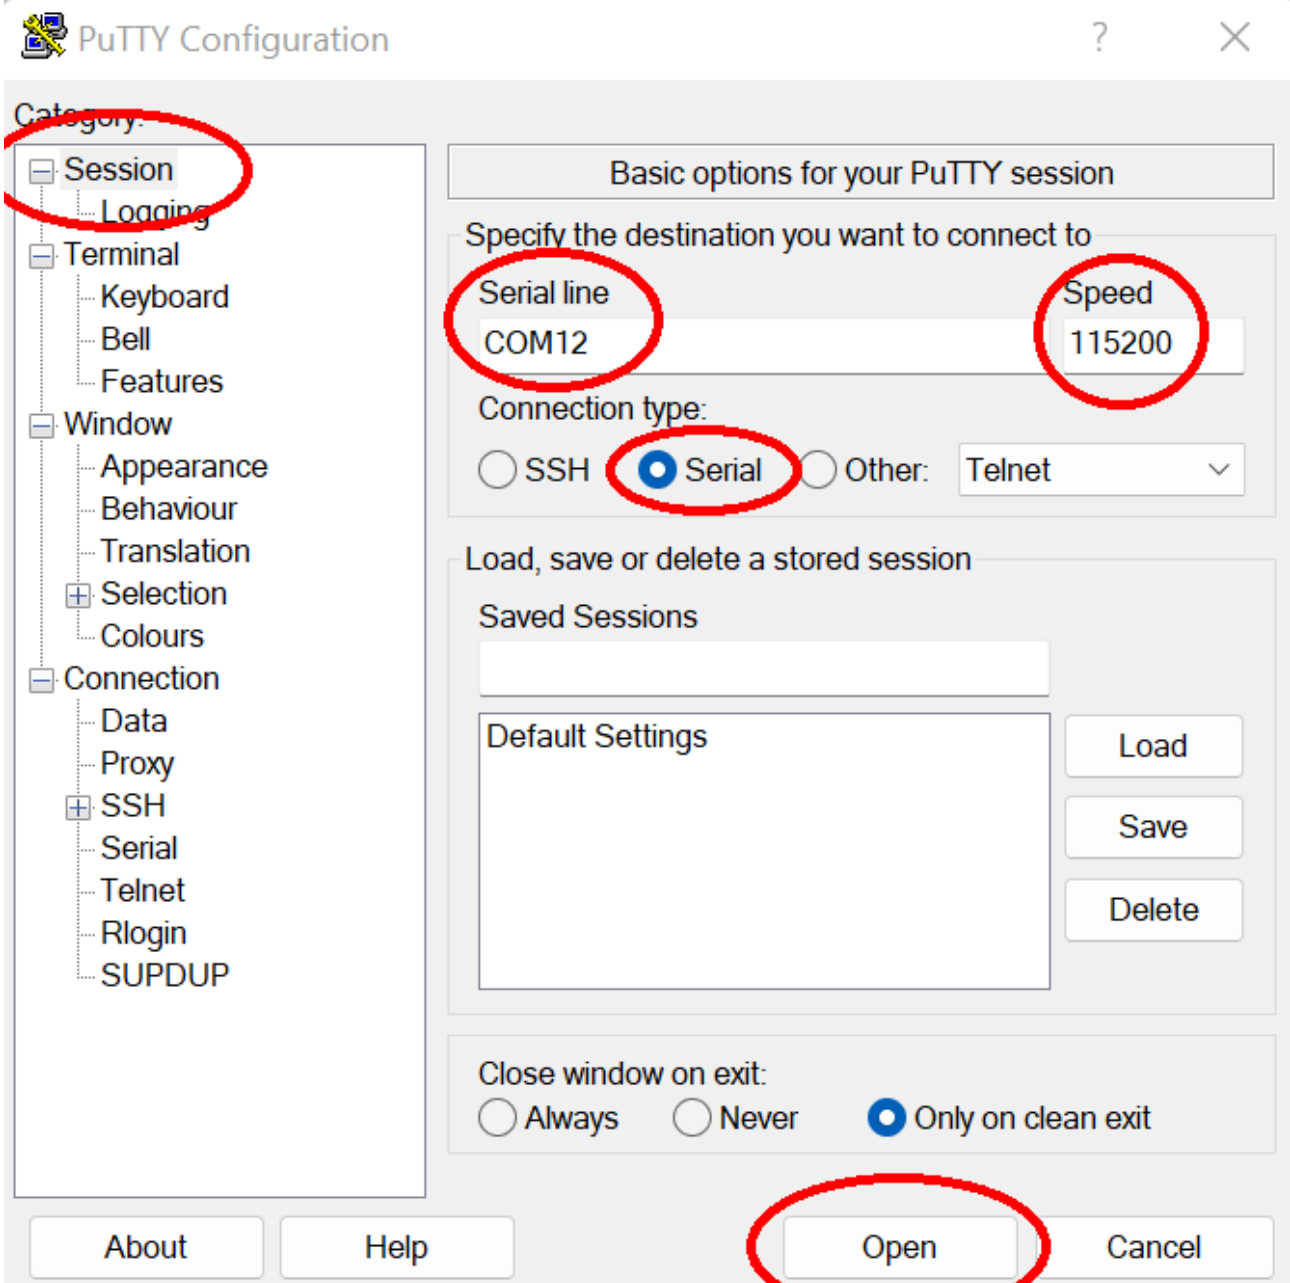 PuTTY Configuration
?
Category:
Session
Logging
Terminal
Keyboard
Bell
Features
Window
Appearance
Behaviour
Translation
Selection
Colours
Connection
Data
Proxy
SSH
Serial
Telnet
Rlogin
SUPDUP
Basic options for your PuTTY session
Specify the destination you want to connect to
Serial line Speed
COM12 115200
Connection type:
SSH Serial Other: Telnet
Load, save or delete a stored session
Saved Sessions
Default Settings
Load
Save
Delete
Close window on exit:
Always Never Only on clean exit
About Help Open Cancel